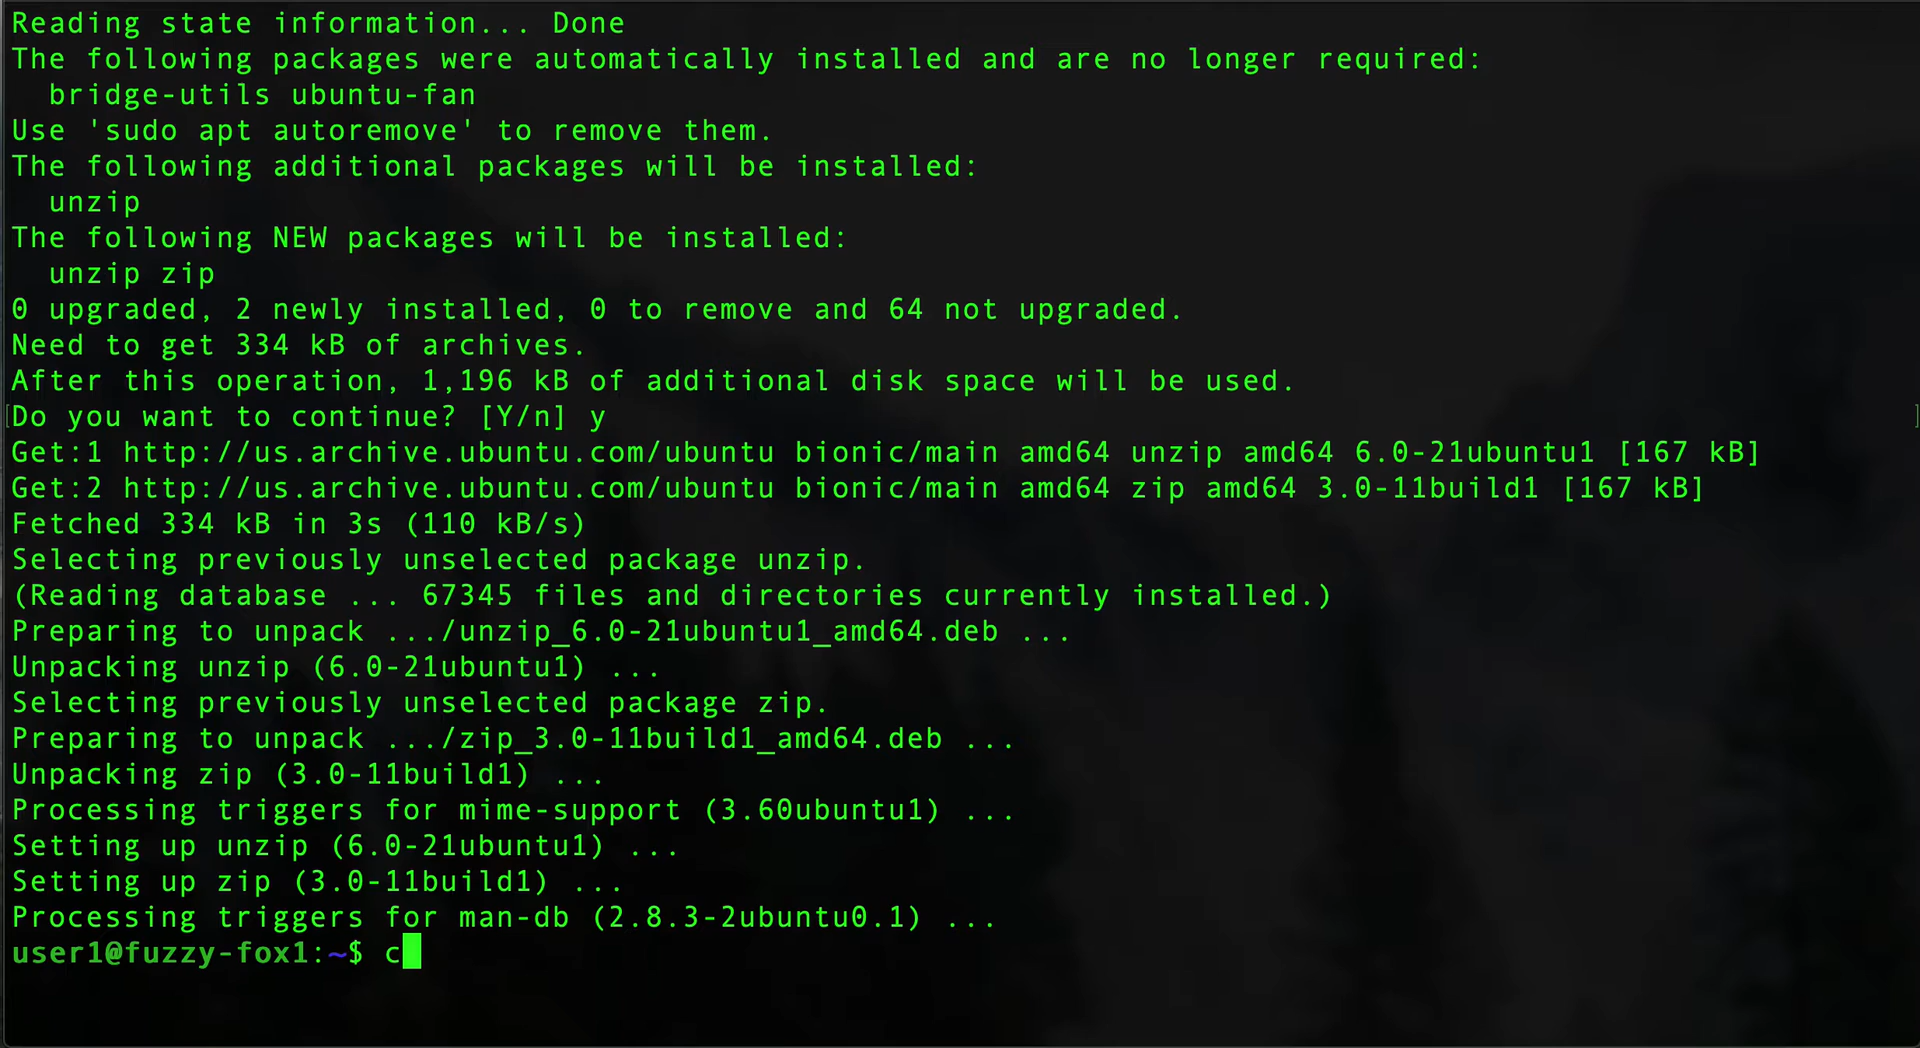 Reading state information... Done
The following packages were automatically installed and are no longer required:
  bridge-utils ubuntu-fan
Use 'sudo apt autoremove' to remove them.
The following additional packages will be installed:
  unzip
The following NEW packages will be installed:
  unzip zip
0 upgraded, 2 newly installed, 0 to remove and 64 not upgraded.
Need to get 334 kB of archives.
After this operation, 1,196 kB of additional disk space will be used.
[Do you want to continue? [Y/n] y ]
Get:1 http://us.archive.ubuntu.com/ubuntu bionic/main amd64 unzip amd64 6.0-21ubuntu1 [167 kB]
Get:2 http://us.archive.ubuntu.com/ubuntu bionic/main amd64 zip amd64 3.0-11build1 [167 kB]
Fetched 334 kB in 3s (110 kB/s)
Selecting previously unselected package unzip.
(Reading database ... 67345 files and directories currently installed.)
Preparing to unpack .../unzip_6.0-21ubuntu1_amd64.deb ...
Unpacking unzip (6.0-21ubuntu1) ...
Selecting previously unselected package zip.
Preparing to unpack .../zip_3.0-11build1_amd64.deb ...
Unpacking zip (3.0-11build1) ...
Processing triggers for mime-support (3.60ubuntu1) ...
Setting up unzip (6.0-21ubuntu1) ...
Setting up zip (3.0-11build1) ...
Processing triggers for man-db (2.8.3-2ubuntu0.1) ...
user1@fuzzy-fox1:~$ c